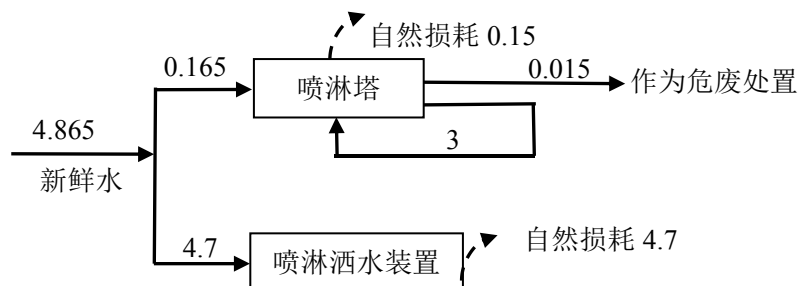 自然损耗 0.15
0.165
喷淋塔
0.015
作为危废处置
4.865
新鲜水
3
4.7
喷淋洒水装置
自然损耗 4.7